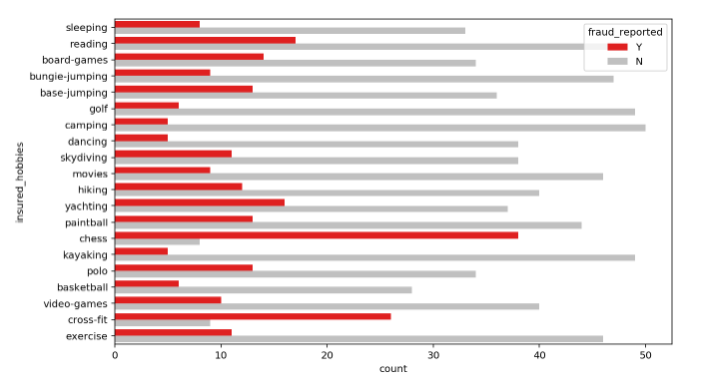 sleeping
reading
board-games
bungie-jumping
base-jumping
golf
camping
dancing
skydiving
movies
hiking
yachting
paintball
chess
kayaking
polo
basketball
video-games
cross-fit
exercise
insured_hobbies
fraud_reported
Y
N
0 10 20 30 40 50
count